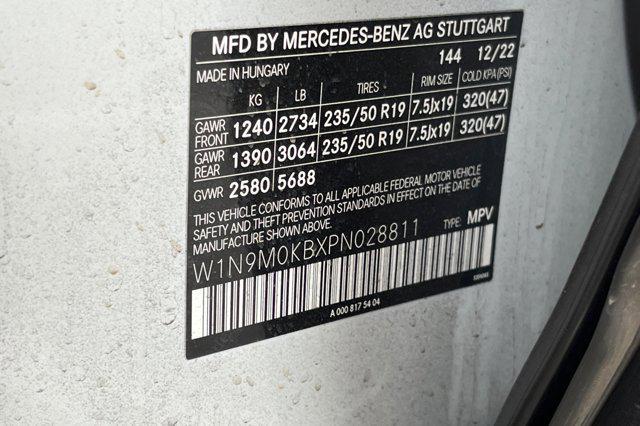 MFD BY MERCEDES-BENZ AG STUTTGART
MADE IN HUNGARY 144 12/22
KG LB TIRES RIM SIZE COLD KPA(PSI)
GAWR FRONT 1240 2734 235/50 R19 7.5Jx19 320(47)
GAWR REAR 1390 3064 235/50 R19 7.5Jx19 320(47)
GVWR 2580 5688
THIS VEHICLE CONFORMS TO ALL APPLICABLE FEDERAL MOTOR VEHICLE
SAFETY AND THEFT PREVENTION STANDARDS IN EFFECT ON THE DATE OF
MANUFACTURE SHOWN ABOVE.
W1N9M0KBXPN028811 TYPE: MPV
A 000 817 54 04